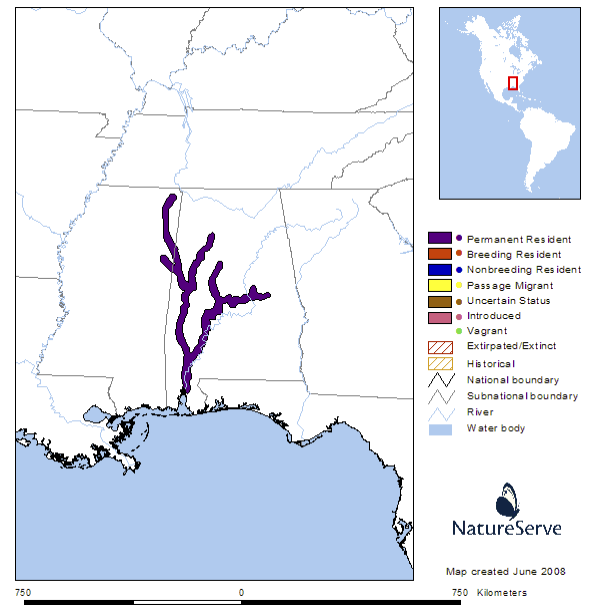 Permanent Resident
Breeding Resident
Nonbreeding Resident
Passage Migrant
Uncertain Status
Introduced
Vagrant
Extirpated/Extinct
Historical
National boundary
Subnational boundary
River
Water body
NatureServe
Map created June 2008
750 0 750 Kilometers